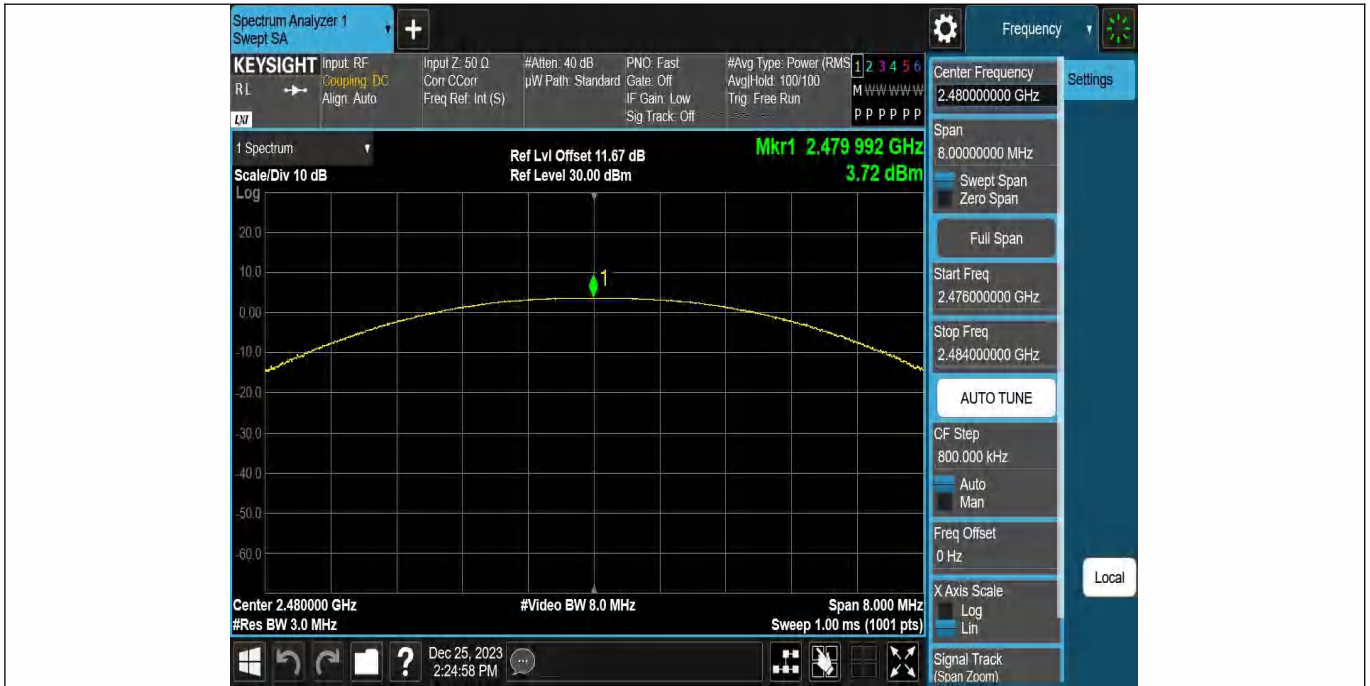 Spectrum Analyzer 1
Swept SA
Frequency
KEYSIGHT
RL
LXI
Input: RF
Coupling: DC
Align: Auto
Input Z: 50 Ω
Corr CCorr
Freq Ref: Int (S)
#Atten: 40 dB
µW Path: Standard
PNO: Fast
Gate: Off
IF Gain: Low
Sig Track: Off
#Avg Type: Power (RMS
Avg|Hold: 100/100
Trig: Free Run
1 2 3 4 5 6
M W W W W W
P P P P P P
1 Spectrum
Scale/Div 10 dB
Ref Lvl Offset 11.67 dB
Ref Level 30.00 dBm
Mkr1 2.479 992 GHz
3.72 dBm
Log
20.0
10.0
0.00
-10.0
-20.0
-30.0
-40.0
-50.0
-60.0
1
Center 2.480000 GHz
#Res BW 3.0 MHz
#Video BW 8.0 MHz
Span 8.000 MHz
Sweep 1.00 ms (1001 pts)
Dec 25, 2023
2:24:58 PM
Center Frequency
2.480000000 GHz
Settings
Span
8.00000000 MHz
Swept Span
Zero Span
Full Span
Start Freq
2.476000000 GHz
Stop Freq
2.484000000 GHz
AUTO TUNE
CF Step
800.000 kHz
Auto
Man
Freq Offset
0 Hz
X Axis Scale
Log
Lin
Local
Signal Track
(Span Zoom)